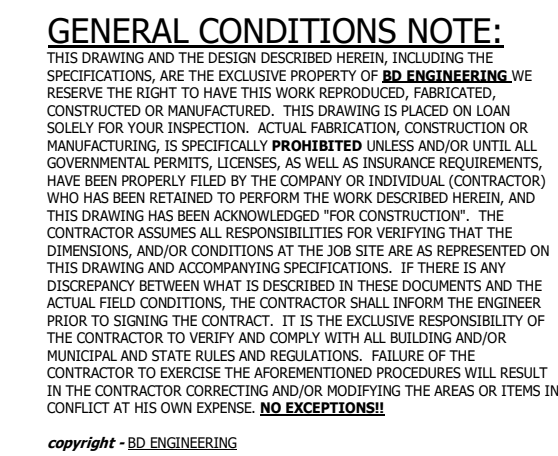 GENERAL CONDITIONS NOTE:
THIS DRAWING AND THE DESIGN DESCRIBED HEREIN, INCLUDING THE
SPECIFICATIONS, ARE THE EXCLUSIVE PROPERTY OF BD ENGINEERING WE
RESERVE THE RIGHT TO HAVE THIS WORK REPRODUCED, FABRICATED,
CONSTRUCTED OR MANUFACTURED. THIS DRAWING IS PLACED ON LOAN
SOLELY FOR YOUR INSPECTION. ACTUAL FABRICATION, CONSTRUCTION OR
MANUFACTURING, IS SPECIFICALLY PROHIBITED UNLESS AND/OR UNTIL ALL
GOVERNMENTAL PERMITS, LICENSES, AS WELL AS INSURANCE REQUIREMENTS,
HAVE BEEN PROPERLY FILED BY THE COMPANY OR INDIVIDUAL (CONTRACTOR)
WHO HAS BEEN RETAINED TO PERFORM THE WORK DESCRIBED HEREIN, AND
THIS DRAWING HAS BEEN ACKNOWLEDGED "FOR CONSTRUCTION". THE
CONTRACTOR ASSUMES ALL RESPONSIBILITIES FOR VERIFYING THAT THE
DIMENSIONS, AND/OR CONDITIONS AT THE JOB SITE ARE AS REPRESENTED ON
THIS DRAWING AND ACCOMPANYING SPECIFICATIONS. IF THERE IS ANY
DISCREPANCY BETWEEN WHAT IS DESCRIBED IN THESE DOCUMENTS AND THE
ACTUAL FIELD CONDITIONS, THE CONTRACTOR SHALL INFORM THE ENGINEER
PRIOR TO SIGNING THE CONTRACT. IT IS THE EXCLUSIVE RESPONSIBILITY OF
THE CONTRACTOR TO VERIFY AND COMPLY WITH ALL BUILDING AND/OR
MUNICIPAL AND STATE RULES AND REGULATIONS. FAILURE OF THE
CONTRACTOR TO EXERCISE THE AFOREMENTIONED PROCEDURES WILL RESULT
IN THE CONTRACTOR CORRECTING AND/OR MODIFYING THE AREAS OR ITEMS IN
CONFLICT AT HIS OWN EXPENSE. NO EXCEPTIONS!!
copyright - BD ENGINEERING